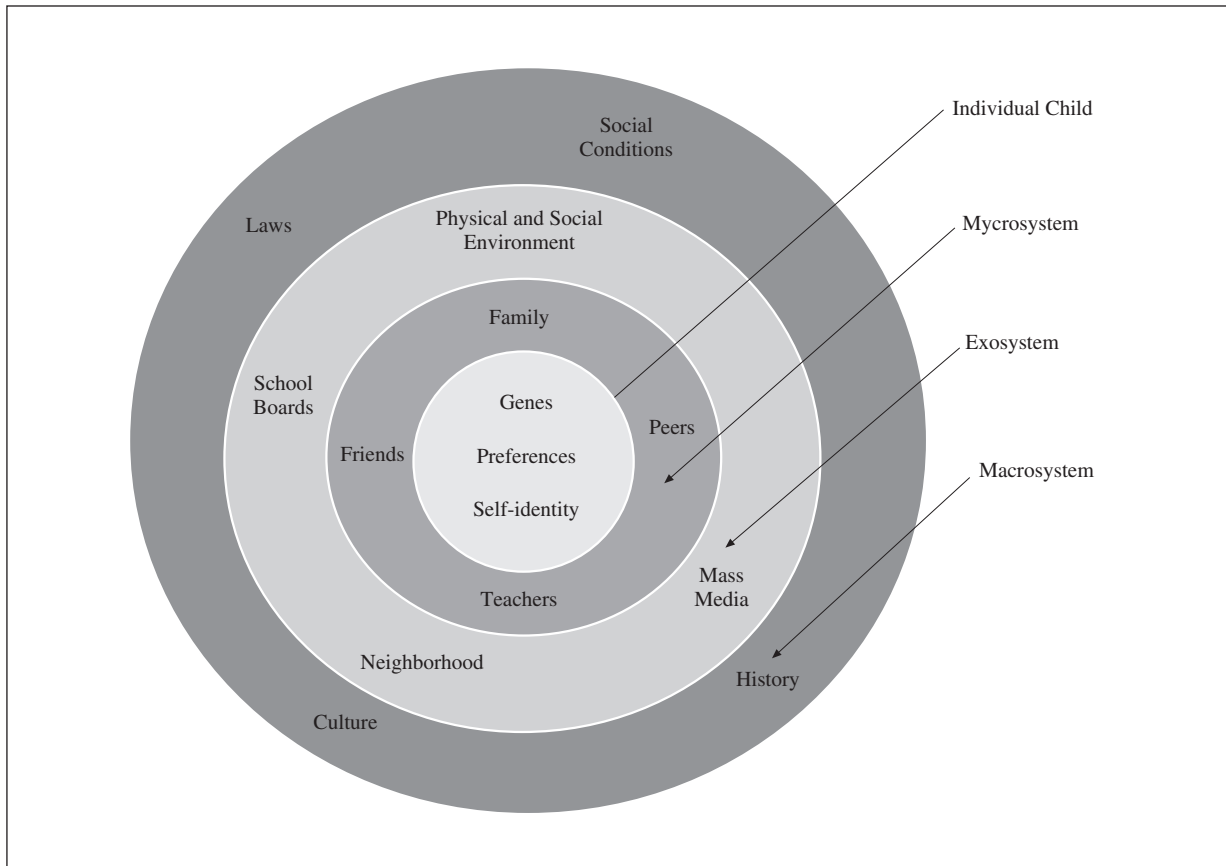 Individual Child
Social
Conditions
Laws
Physical and Social
Environment
Mycrosystem
Family
Exosystem
School
Boards
Genes
Peers
Friends
Preferences
Macrosystem
Self-identity
Mass
Media
Teachers
Neighborhood
History
Culture